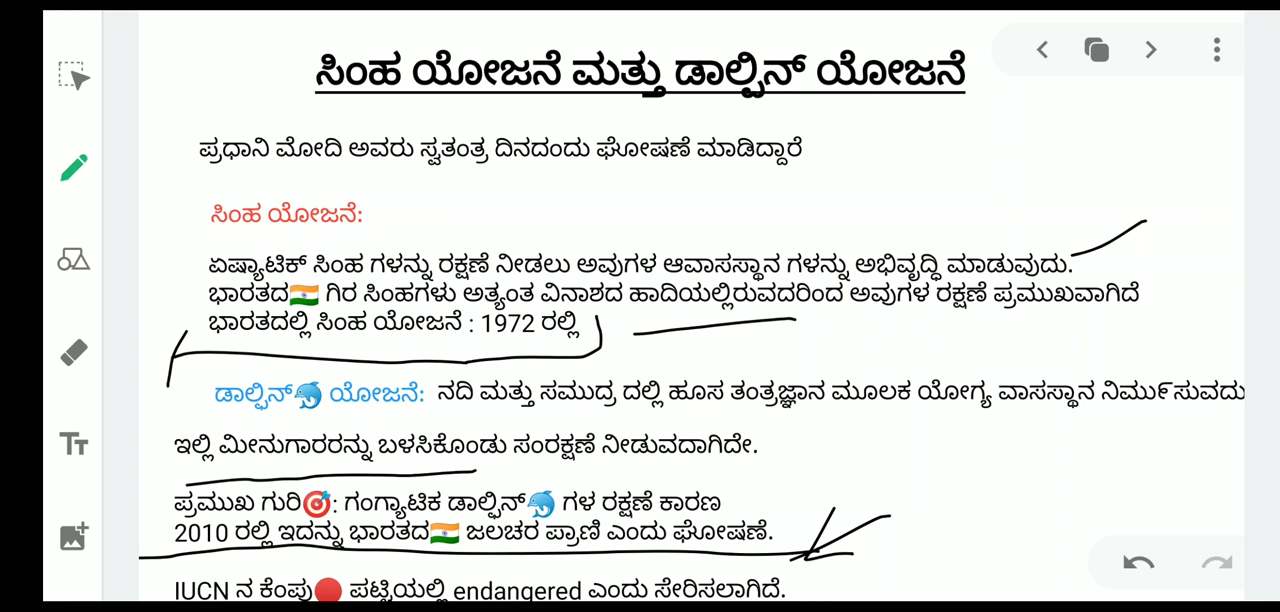 ಸಿಂಹ ಯೋಜನೆ ಮತ್ತು ಡಾಲ್ಪಿನ್ ಯೋಜನೆ
ಪ್ರಧಾನಿ ಮೋದಿ ಅವರು ಸ್ವತಂತ್ರ ದಿನದಂದು ಘೋಷಣೆ ಮಾಡಿದ್ದಾರೆ
ಸಿಂಹ ಯೋಜನೆ:
ಏಷ್ಯಾಟಿಕ್ ಸಿಂಹ ಗಳನ್ನು ರಕ್ಷಣೆ ನೀಡಲು ಅವುಗಳ ಆವಾಸಸ್ಥಾನ ಗಳನ್ನು ಅಭಿವೃದ್ಧಿ ಮಾಡುವುದು.
ಭಾರತದ🇮🇳 ಗಿರ ಸಿಂಹಗಳು ಅತ್ಯಂತ ವಿನಾಶದ ಹಾದಿಯಲ್ಲಿರುವದರಿಂದ ಅವುಗಳ ರಕ್ಷಣೆ ಪ್ರಮುಖವಾಗಿದೆ
ಭಾರತದಲ್ಲಿ ಸಿಂಹ ಯೋಜನೆ : 1972 ರಲ್ಲಿ
ಡಾಲ್ಫಿನ್🐬 ಯೋಜನೆ: ನದಿ ಮತ್ತು ಸಮುದ್ರ ದಲ್ಲಿ ಹೂಸ ತಂತ್ರಜ್ಞಾನ ಮೂಲಕ ಯೋಗ್ಯ ವಾಸಸ್ಥಾನ ನಿರ್ಮುಸುವದು
ಇಲ್ಲಿ ಮೀನುಗಾರರನ್ನು ಬಳಸಿಕೊಂಡು ಸಂರಕ್ಷಣೆ ನೀಡುವದಾಗಿದೇ.
ಪ್ರಮುಖ ಗುರಿ🎯: ಗಂಗ್ಯಾಟಿಕ ಡಾಲ್ಫಿನ್🐬 ಗಳ ರಕ್ಷಣೆ ಕಾರಣ
2010 ರಲ್ಲಿ ಇದನ್ನು ಭಾರತದ🇮🇳 ಜಲಚರ ಪ್ರಾಣಿ ಎಂದು ಘೋಷಣೆ.
IUCN ನ ಕೆಂಪು🔴 ಪಟ್ಟಿಯಲ್ಲಿ endangered ಎಂದು ಸೇರಿಸಲಾಗಿದೆ.